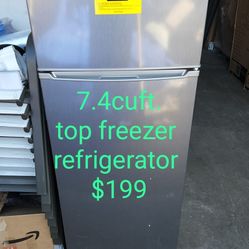 7.4cuft.
top freezer
refrigerator
$199